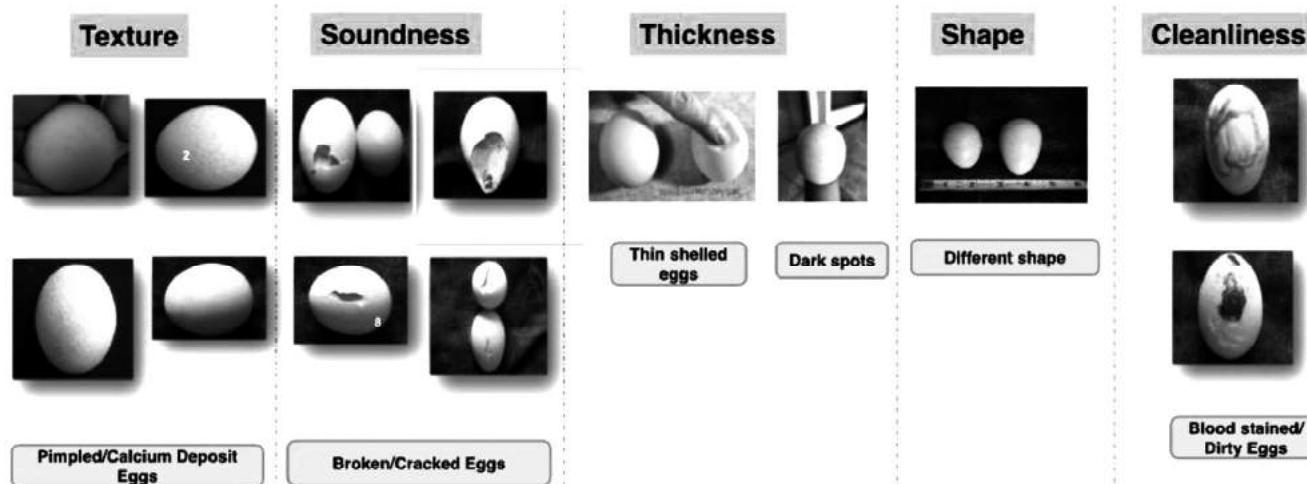 Texture
Soundness
Thickness
Shape
Cleanliness
2
8
Thin shelled
eggs
Dark spots
Different shape
Pimpled/Calcium Deposit
Eggs
Broken/Cracked Eggs
Blood stained/
Dirty Eggs